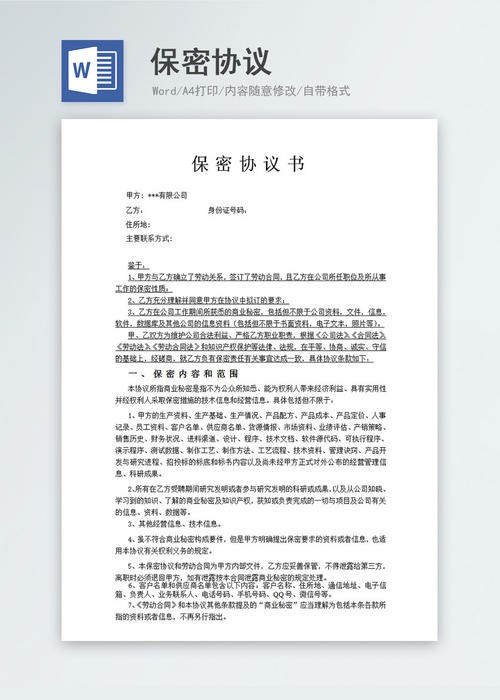 W
保密协议
Word/A4打印/内容随意修改/自带格式
保密协议书
甲方: ***有限公司
乙方: 身份证号码:
住所地:
主要联系方式:
鉴于:
1、甲方与乙方确立了劳动关系，签订了劳动合同，且乙方在公司所任职位及所从事
工作的保密性质；
2、乙方充分理解并同意甲方在协议中拟订的要求；
3、乙方在公司工作期间所获悉的商业秘密，包括但不限于公司资料，文件，信息，
软件，数据库及其他公司的信息资料（包括但不限于书面资料，电子文本，照片等）；
甲、乙双方为维护公司合法利益、严格乙方职业职责，根据《公司法》《合同法》
《劳动法》《劳动合同法》和知识产权保护等法律、法规，在平等、协商、诚实、守信
的基础上，经磋商，就乙方负有保密责任有关事宜达成一致，具体协议条款如下：
一、保密内容和范围
本协议所指商业秘密是指不为公众所知悉、能为权利人带来经济利益、具有实用性
并经权利人采取保密措施的技术信息和经营信息。具体包括但不限于：
1、甲方的生产资料、生产基础、生产情况、产品配方、产品成本、产品定价、人事
记录、员工资料、客户名单、供应商名单、货源情报、市场资料、业绩评估、产销策略、
销售历史、财务状况、进料渠道、设计、程序、技术文档、软件源代码、可执行程序、
演示程序、测试数据、制作工艺、制作方法、工艺流程、技术资料、管理诀窍、产品开
发与研究进程、招投标的标底和标书内容以及尚未经甲方正式对外公布的经营管理信
息、科研成果。
2、所有在乙方受聘期间研究发明或者参与研究发明的科研或成果，以及从公司知晓、
学习到的知识、了解的商业秘密及知识产权，获知或负责完成的一切与项目及公司有关
的信息、资料、数据等。
3、其他经营信息、技术信息。
4、虽不符合商业秘密构成要件，但是甲方明确提出保密要求的资料或者信息，也适
用本协议有关权利义务的规定。
5、本保密协议和劳动合同为甲方内部文件，乙方应妥善保管，不得泄露给第三方。
离职时必须退回甲方，如有泄露按本合同泄露商业秘密的规定处理。
6、客户名单和供应商名单包含以下内容，客户名称、住所地、通信地址、电子信
箱、负责人、业务联系人、电话号码、手机号码、QQ号、微信号等。
7、《劳动合同》和本协议其他条款提及的“商业秘密”应当理解为包括本条各款所
指的资料或者信息，不再另行指出。